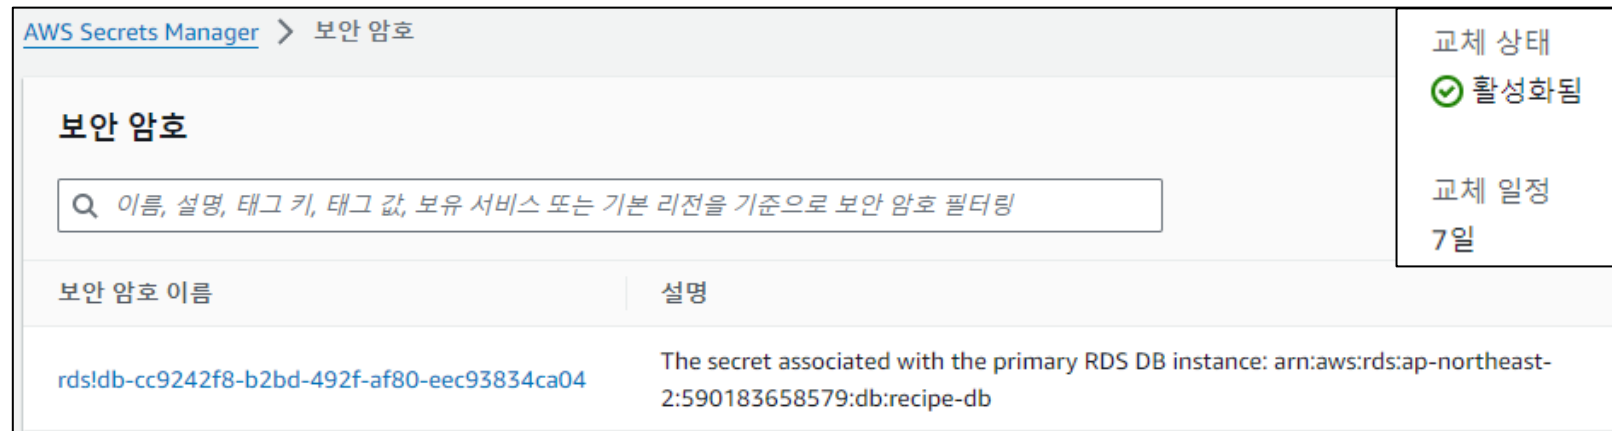 AWS Secrets Manager > 보안 암호
보안 암호
이름, 설명, 태그 키, 태그 값, 보유 서비스 또는 기본 리전을 기준으로 보안 암호 필터링
보안 암호 이름
설명
rds!db-cc9242f8-b2bd-492f-af80-eec93834ca04
The secret associated with the primary RDS DB instance: arn:aws:rds:ap-northeast-
2:590183658579:db:recipe-db
교체 상태
활성화됨
교체 일정
7일